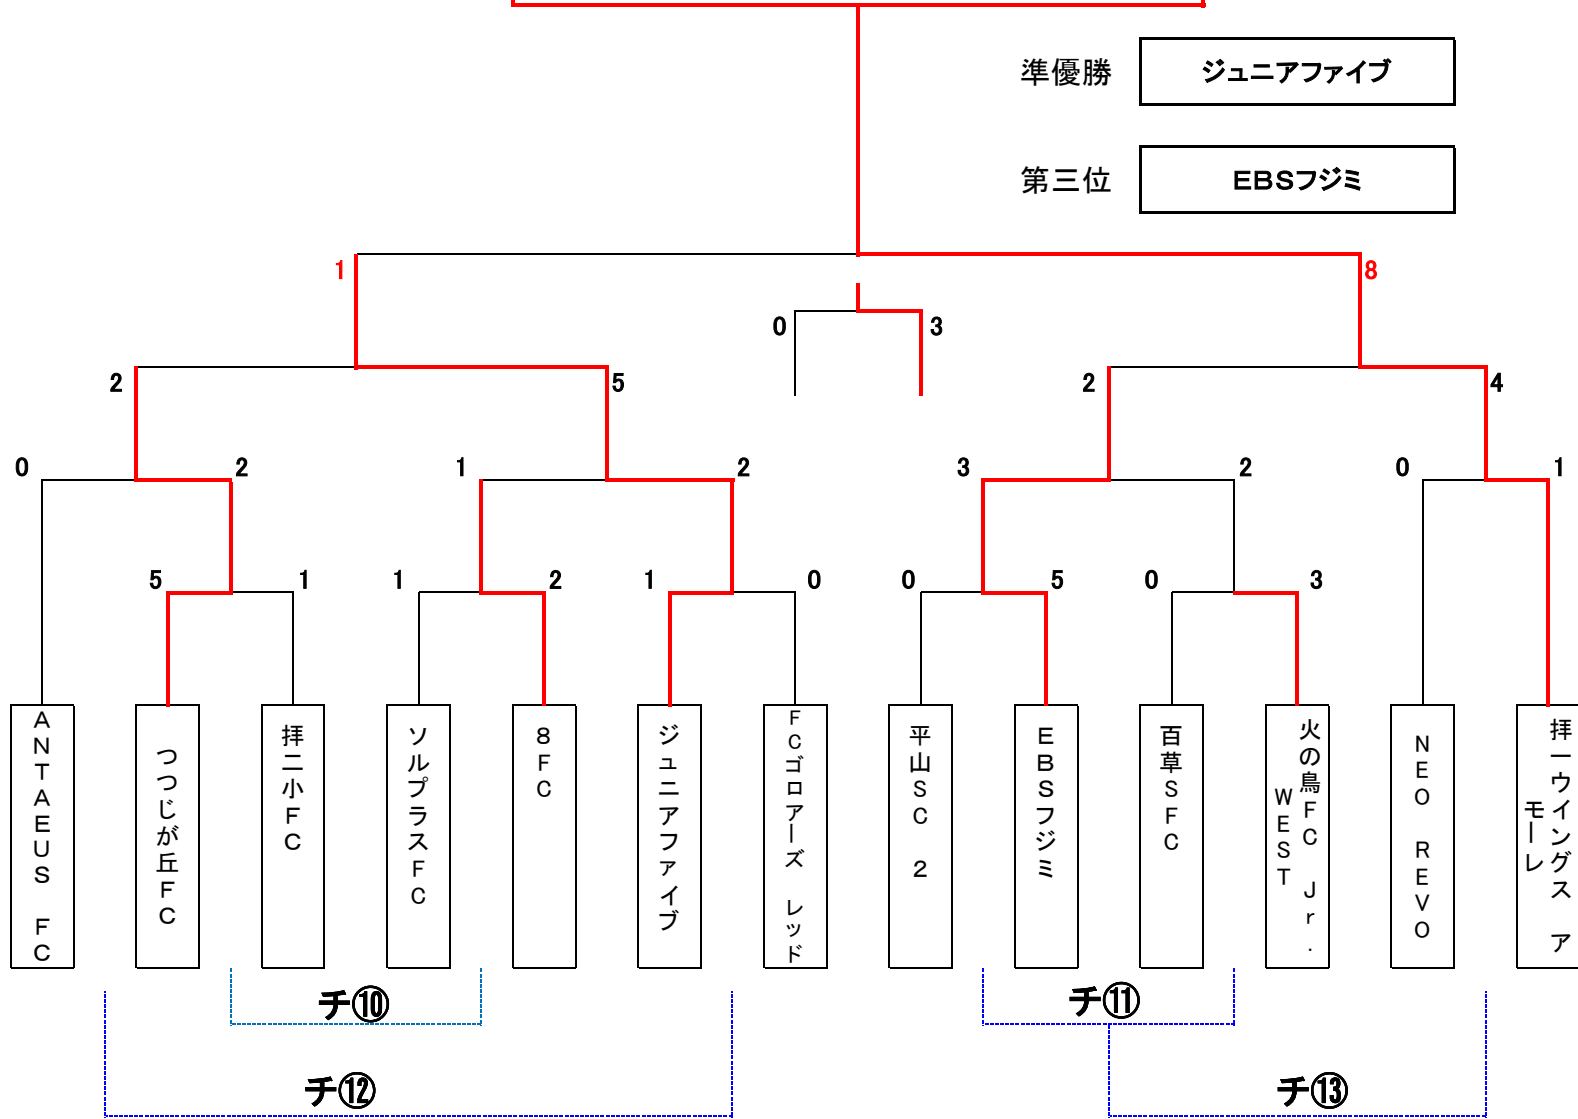 準優勝 ジュニアファイブ
第三位 EBSフジミ
1 8
0 3
2 5 2 4
0 2 1 2 3 2 0 1
5 1 1 2 1 0 0 5 0 3
ANTAEUS FC
つつじが丘FC
拝二小FC
ソルプラスFC
8FC
ジュニアファイブ
FCゴロアーズ レッド
平山SC 2
EBSフジミ
百草SFC
火の鳥FC Jr.
WEST
NEO REVO
拝一ウイングス ア
モーレ
チ⑩ チ⑪
チ⑫ チ⑬